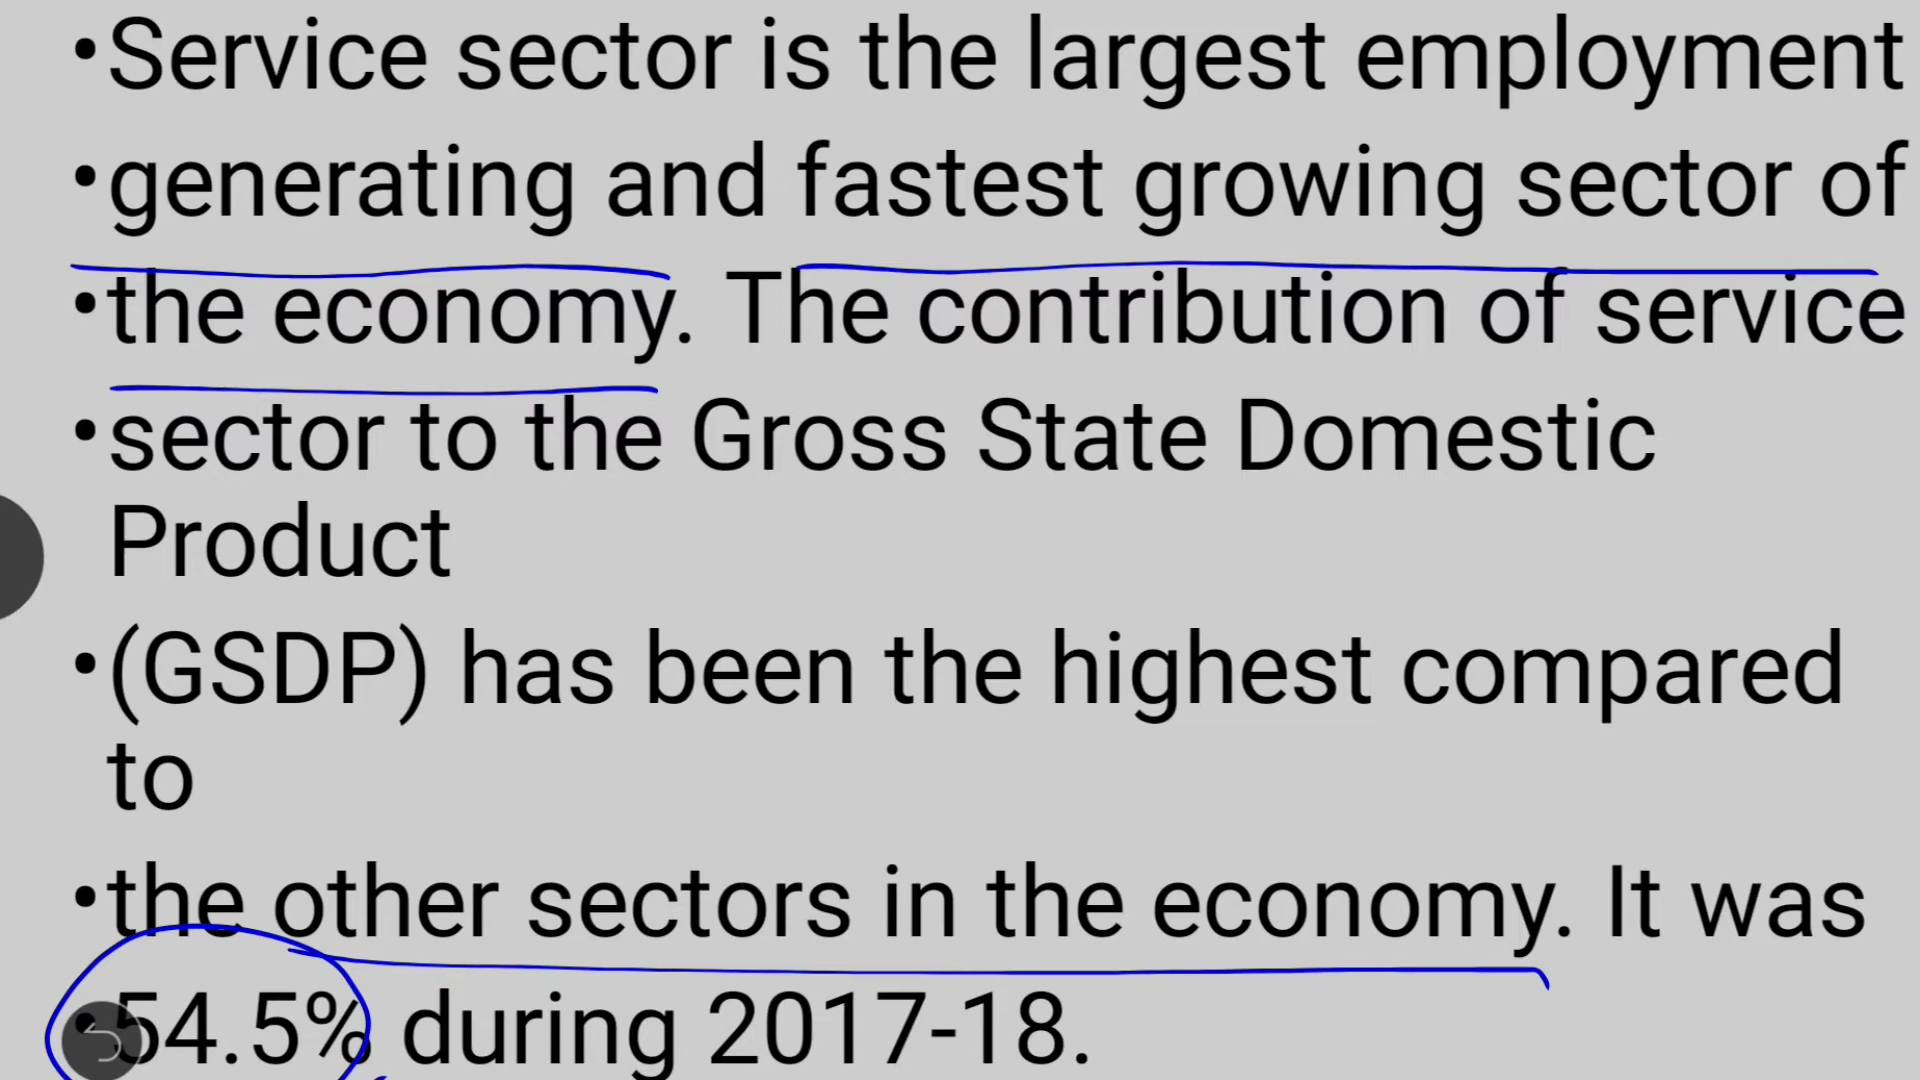 •Service sector is the largest employment
•generating and fastest growing sector of
•the economy. The contribution of service
•sector to the Gross State Domestic
Product
•(GSDP) has been the highest compared
to
•the other sectors in the economy. It was
•54.5% during 2017-18.